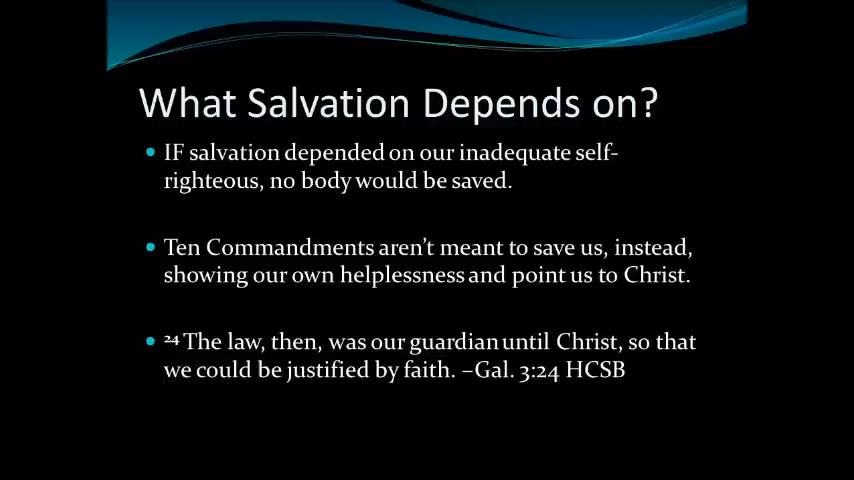 What Salvation Depends on?
• IF salvation depended on our inadequate self-
righteous, no body would be saved.
• Ten Commandments aren’t meant to save us, instead,
showing our own helplessness and point us to Christ.
• 24 The law, then, was our guardian until Christ, so that
we could be justified by faith. –Gal. 3:24 HCSB